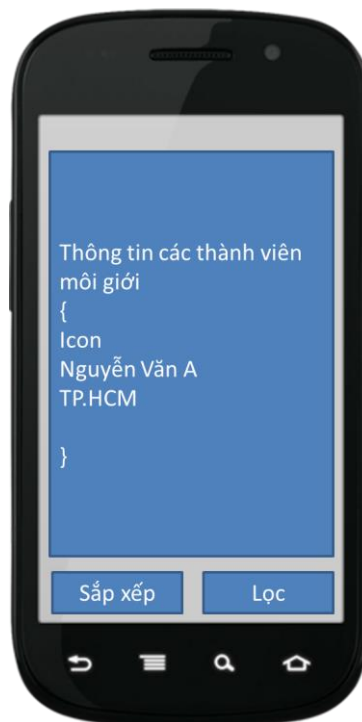 Thông tin các thành viên
môi giới
{
Icon
Nguyễn Văn A
TP.HCM
}
Sắp xếp
Lọc